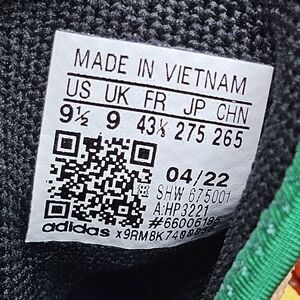 MADE IN VIETNAM
US UK FR JP CHN
9½ 9 43⅓ 275 265
04/22
SHW 675001
A:HP3221
adidas